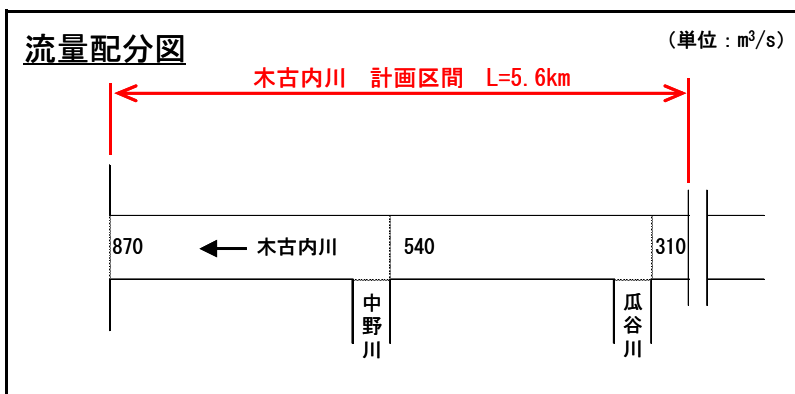 流量配分図
(単位：m³/s)
木古内川　計画区間　L=5.6km
870
木古内川
540
310
中野川
瓜谷川